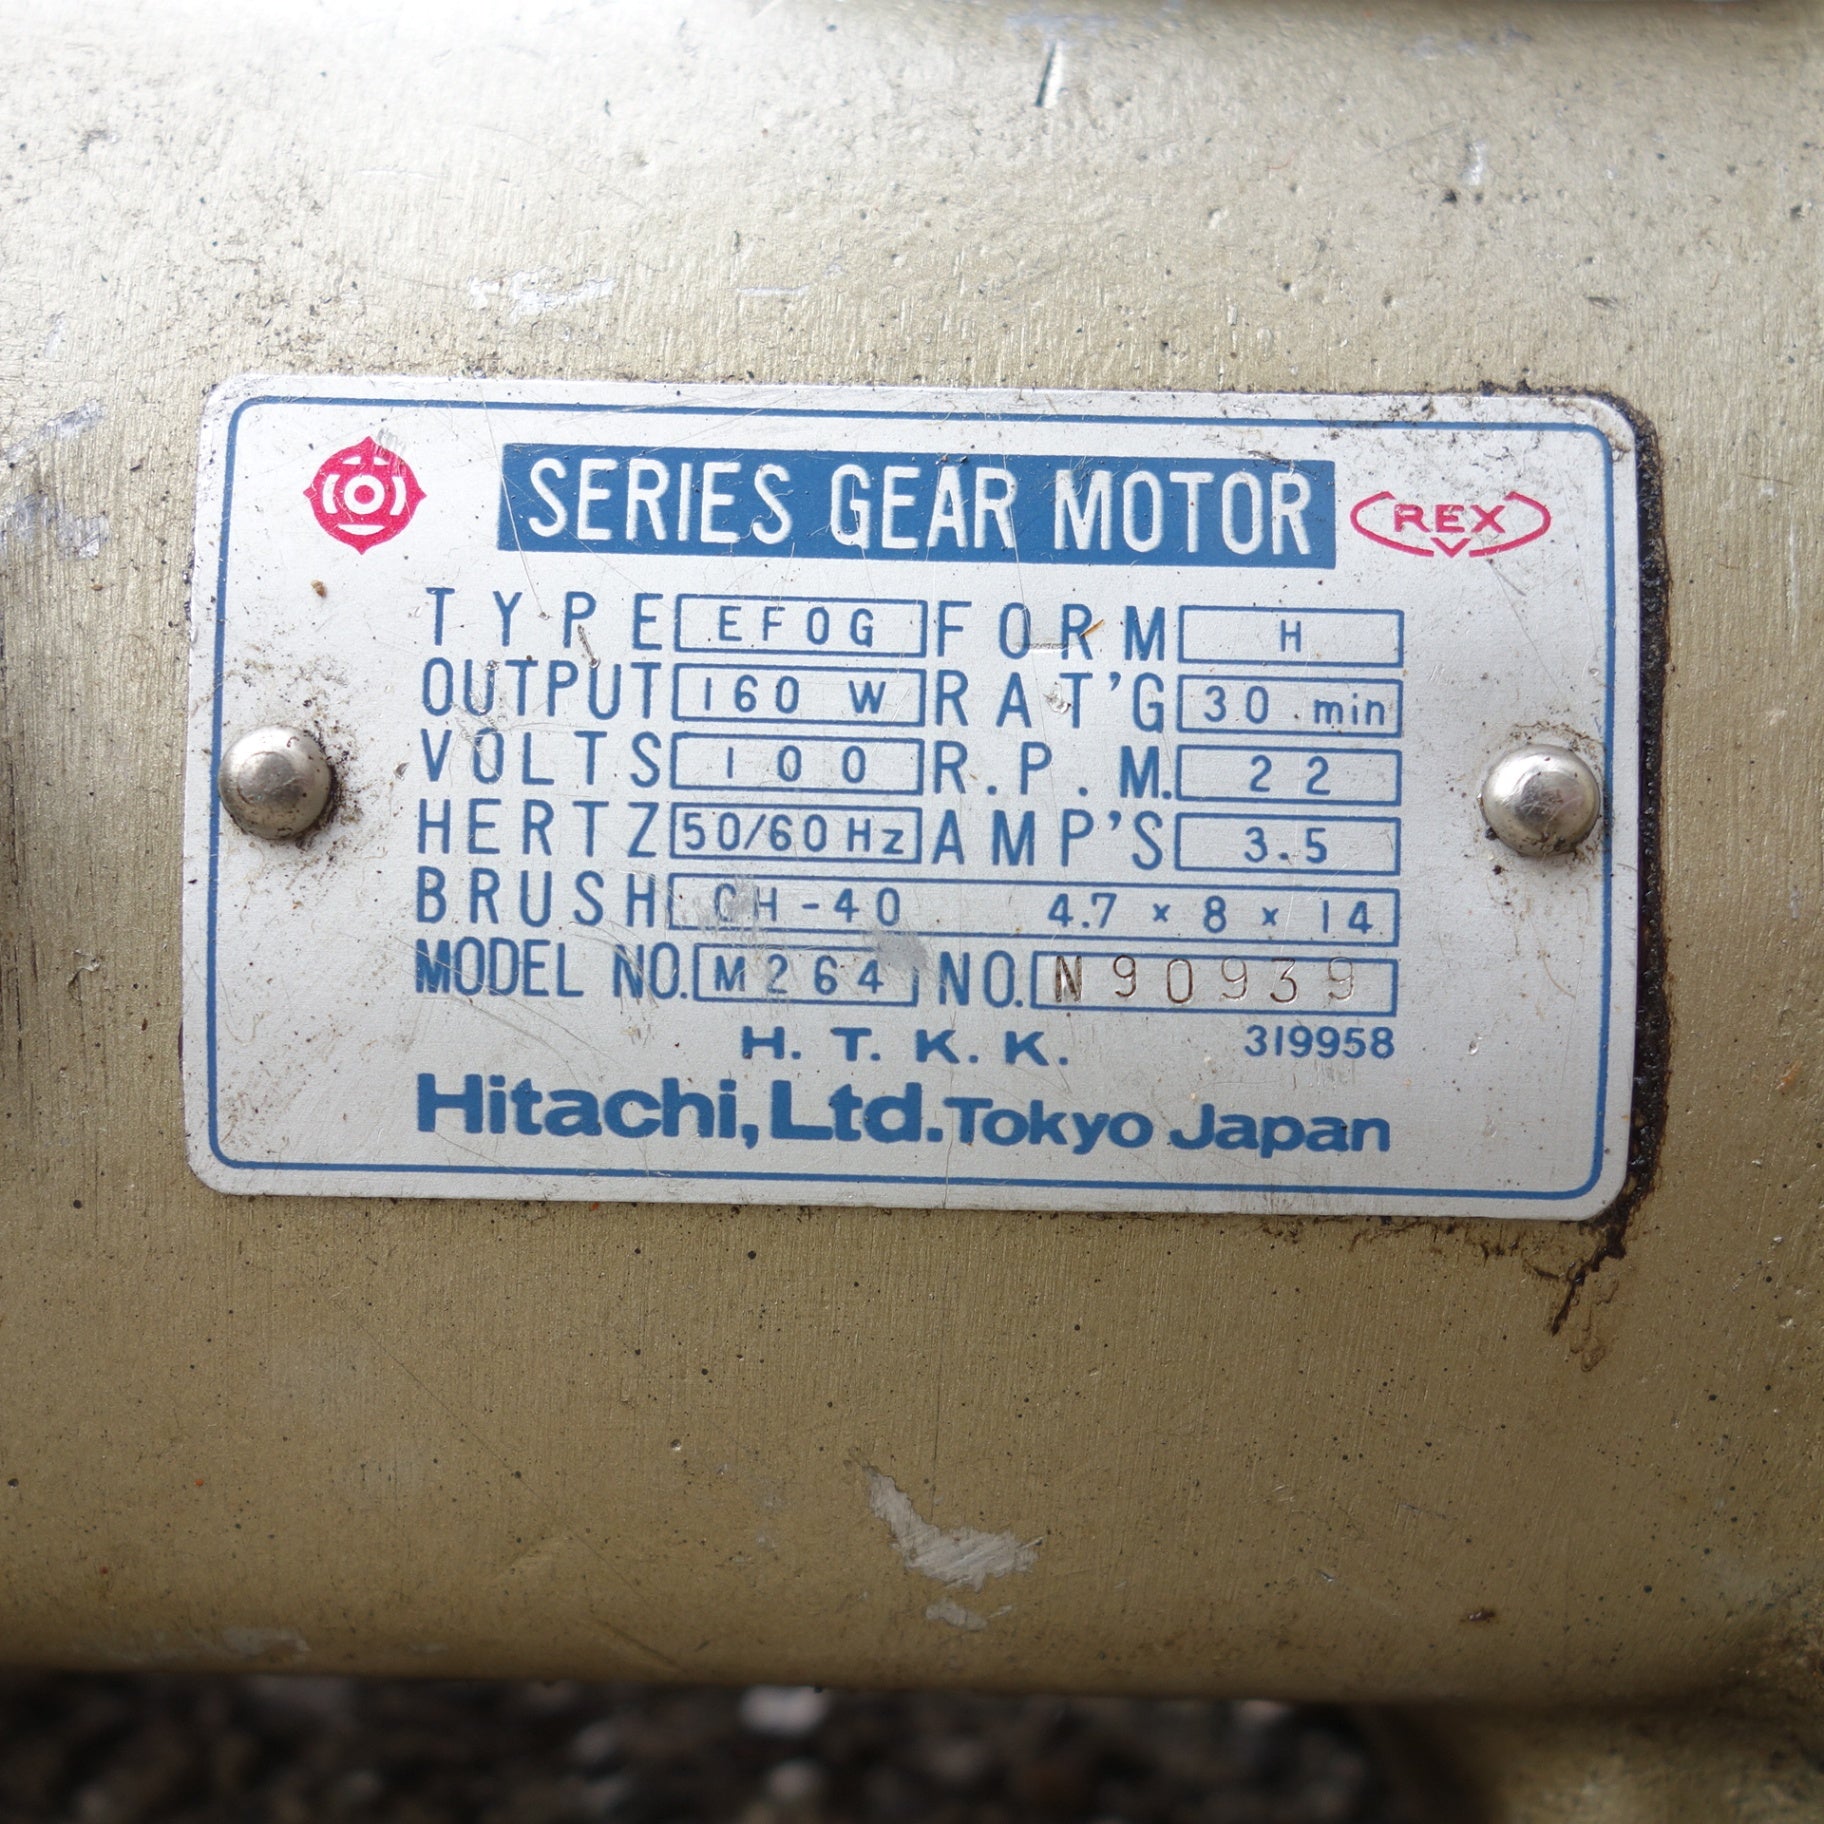 SERIES GEAR MOTOR REX
TYPE EFOG FORM H
OUTPUT 160 W RAT'G 30 min
VOLTS 100 R.P.M. 22
HERTZ 50/60 Hz AMP'S 3.5
BRUSH GH-40 4.7 × 8 × 14
MODEL NO. M264 NO. N90939
H. T. K. K. 319958
Hitachi, Ltd. Tokyo Japan